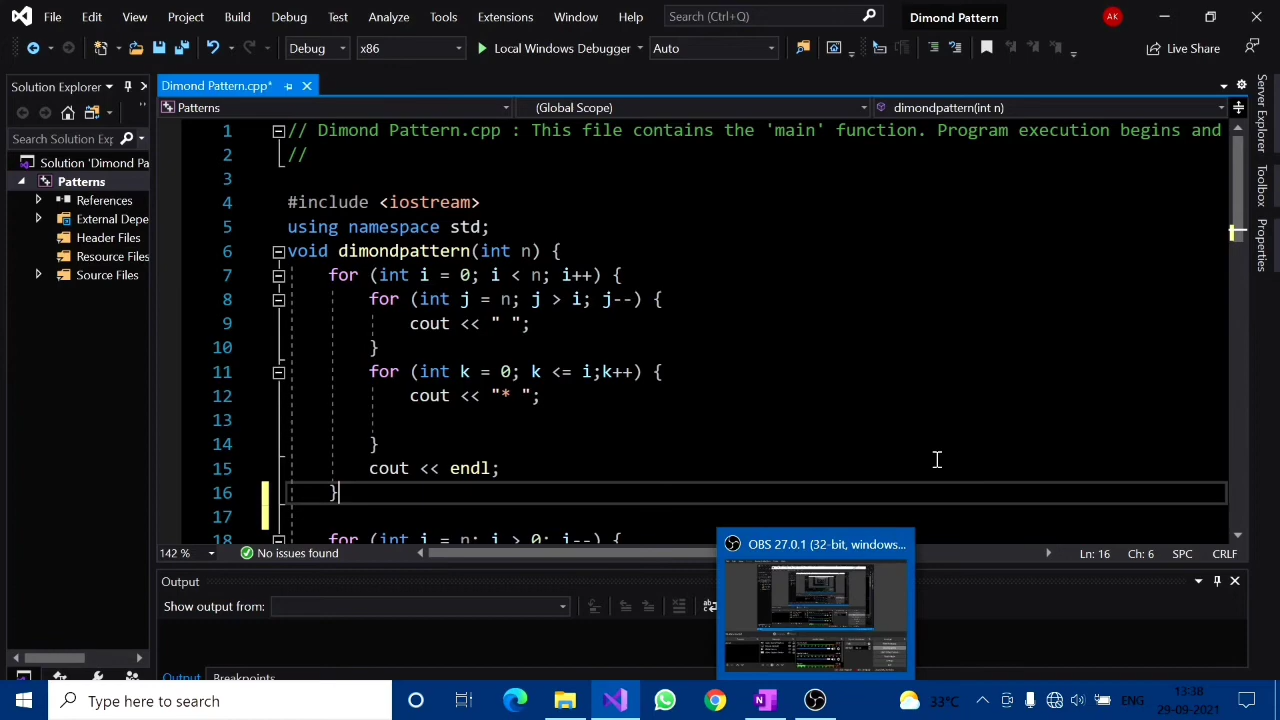 File Edit View Project Build Debug Test Analyze Tools Extensions Window Help Search (Ctrl+Q) Dimond Pattern AK
Debug x86 Local Windows Debugger Auto Live Share
Solution Explorer Dimond Pattern.cpp*
Patterns (Global Scope) dimondpattern(int n)
Search Solution Exp
Solution 'Dimond Pa
Patterns
References
External Depe
Header Files
Resource Files
Source Files
1 // Dimond Pattern.cpp : This file contains the 'main' function. Program execution begins and
2 //
3
4 #include <iostream>
5 using namespace std;
6 void dimondpattern(int n) {
7 for (int i = 0; i < n; i++) {
8 for (int j = n; j > i; j--) {
9 cout << " ";
10 }
11 for (int k = 0; k <= i;k++) {
12 cout << "* ";
13
14 }
15 cout << endl;
16 }
17
18 for (int i = n; i > 0; i--) {
Server Explorer
Toolbox
Properties
142 % No issues found Ln: 16 Ch: 6 SPC CRLF
OBS 27.0.1 (32-bit, windows...
Output
Show output from:
Output Breakpoints
Type here to search 33°C ENG 13:38
29-09-2021